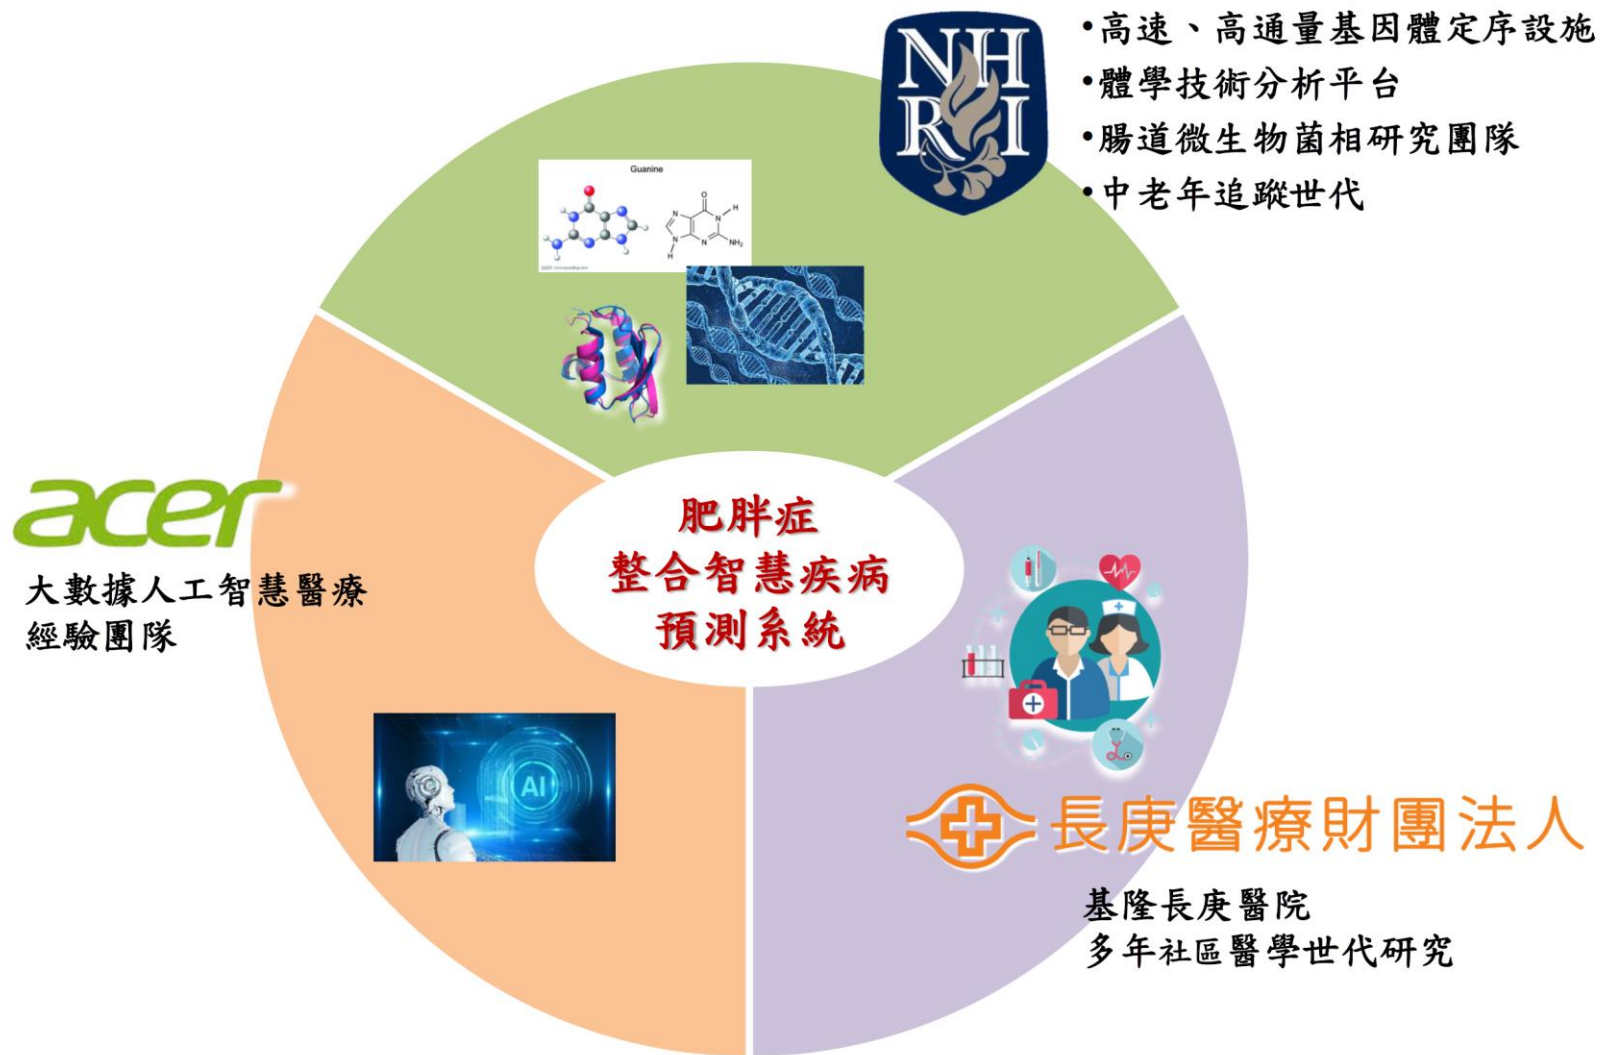 NHRI
•高速、高通量基因體定序設施
•體學技術分析平台
•腸道微生物菌相研究團隊
•中老年追蹤世代
Guanine
O
N
N
H
N
N
NH₂
H
acer
大數據人工智慧醫療
經驗團隊
肥胖症
整合智慧疾病
預測系統
AI
長庚醫療財團法人
基隆長庚醫院
多年社區醫學世代研究